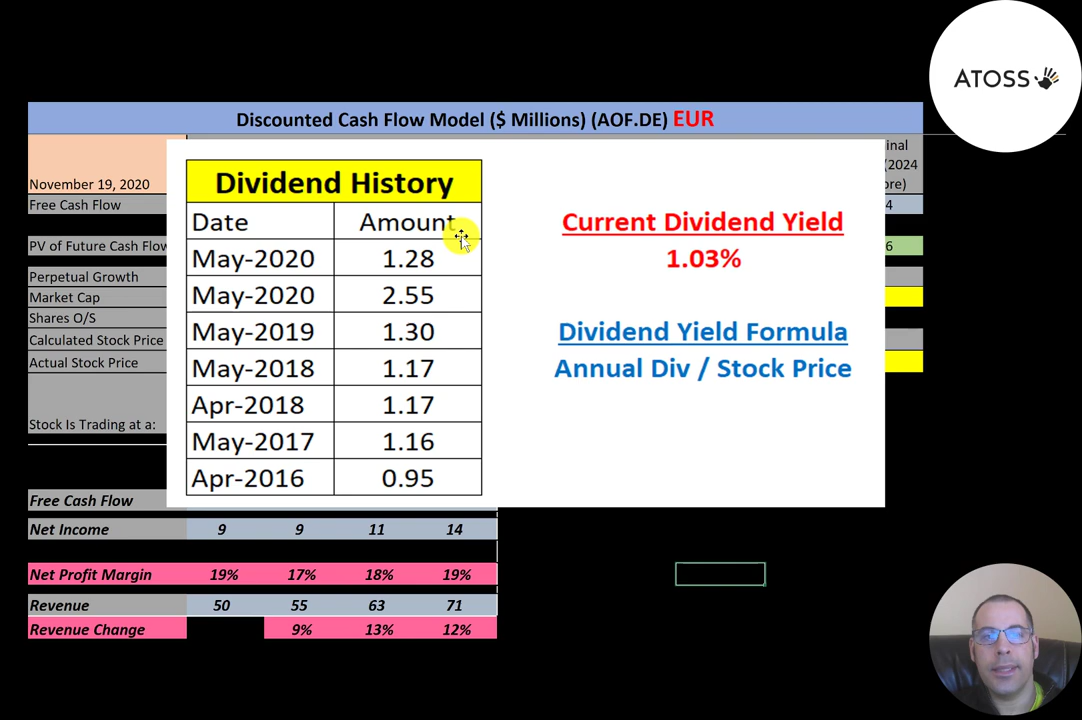 ATOSS
Discounted Cash Flow Model ($ Millions) (AOF.DE) EUR
November 19, 2020
inal
(2024
ore)
Free Cash Flow
4
PV of Future Cash Flow
6
Perpetual Growth
Market Cap
Shares O/S
Calculated Stock Price
Actual Stock Price
Stock Is Trading at a:
Dividend History
Date Amount
May-2020 1.28
May-2020 2.55
May-2019 1.30
May-2018 1.17
Apr-2018 1.17
May-2017 1.16
Apr-2016 0.95
Current Dividend Yield
1.03%
Dividend Yield Formula
Annual Div / Stock Price
Free Cash Flow
Net Income 9 9 11 14
Net Profit Margin 19% 17% 18% 19%
Revenue 50 55 63 71
Revenue Change 9% 13% 12%